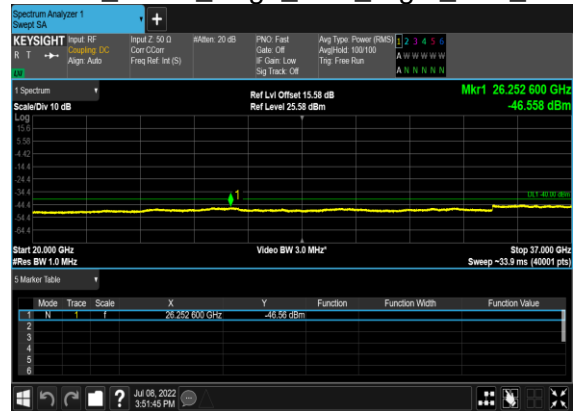 Spectrum Analyzer 1
Swept SA
+
KEYSIGHT Input: RF Input Z: 50 Ω #Atten: 20 dB PNO: Fast Avg Type: Power (RMS) 1 2 3 4 5 6
R T Coupling: DC Corr CCorr Gate: Off Avg|Hold: 100/100 A W W W W W
Align: Auto Freq Ref: Int (S) IF Gain: Low Trig: Free Run
LW Sig Track: Off A N N N N N
1 Spectrum Ref Lvl Offset 15.58 dB Mkr1 26.252 600 GHz
Scale/Div 10 dB Ref Level 25.58 dBm -46.558 dBm
Log
15.6
5.58
-4.42
-14.4
-24.4
-34.4
1
DL1 -40.00 dBm
-44.4
-54.4
-64.4
Start 20.000 GHz Video BW 3.0 MHz* Stop 37.000 GHz
#Res BW 1.0 MHz Sweep ~33.9 ms (40001 pts)
5 Marker Table
Mode Trace Scale X Y Function Function Width Function Value
1 N 1 f 26.252 600 GHz -46.56 dBm
2
3
4
5
6
? Jul 08, 2022
3:51:45 PM